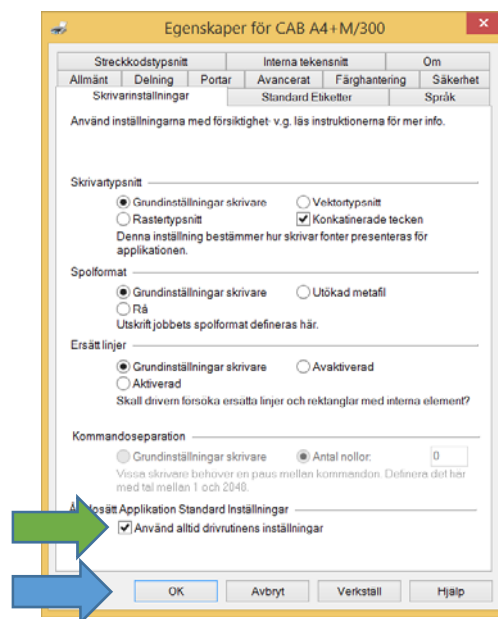 Egenskaper för CAB A4+M/300
Streckkodstypsnitt Interna tekensnitt Om
Allmänt Delning Portar Avancerat Färghantering Säkerhet
Skrivarinställningar Standard Etiketter Språk
Använd inställningarna med försiktighet- v.g. läs instruktionerna för mer info.
Skrivartypsnitt
Grundinställningar skrivare Vektortypsnitt
Rastertypsnitt Konkatinerade tecken
Denna inställning bestämmer hur skrivar fonter presenteras för
applikationen.
Spolformat
Grundinställningar skrivare Utökad metafil
Rå
Utskrift jobbets spolformat defineras här.
Ersätt linjer
Grundinställningar skrivare Avaktiverad
Aktiverad
Skall drivern försöka ersatta linjer och rektanglar med interna element?
Kommandoseparation
Grundinställningar skrivare Antal nollor: 0
Vissa skrivare behöver en paus mellan kommandon. Definera det har
med tal mellan 1 och 2048.
Applikation Standard Inställningar
Använd alltid drivrutinens inställningar
OK Avbryt Verkställ Hjälp